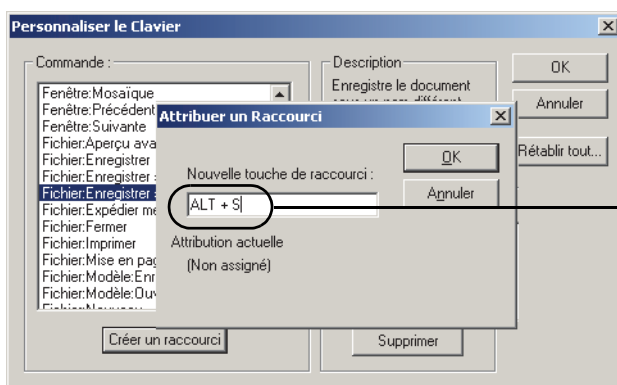 Personnaliser le Clavier
Commande :
Description
OK
Annuler
Rétablir tout...
Enregistre le document
Fenêtre:Mosaïque
Fenêtre:Précédent
Fenêtre:Suivante
Fichier:Aperçu ava
Fichier:Enregistrer
Fichier:Enregistrer
Fichier:Enregistrer
Fichier:Expédier me
Fichier:Fermer
Fichier:Imprimer
Fichier:Mise en pag
Fichier:Modèle:Enr
Fichier:Modèle:Ouv
Attribuer un Raccourci
Nouvelle touche de raccourci :
ALT + S
Attribution actuelle
(Non assigné)
OK
Annuler
Créer un raccourci
Supprimer